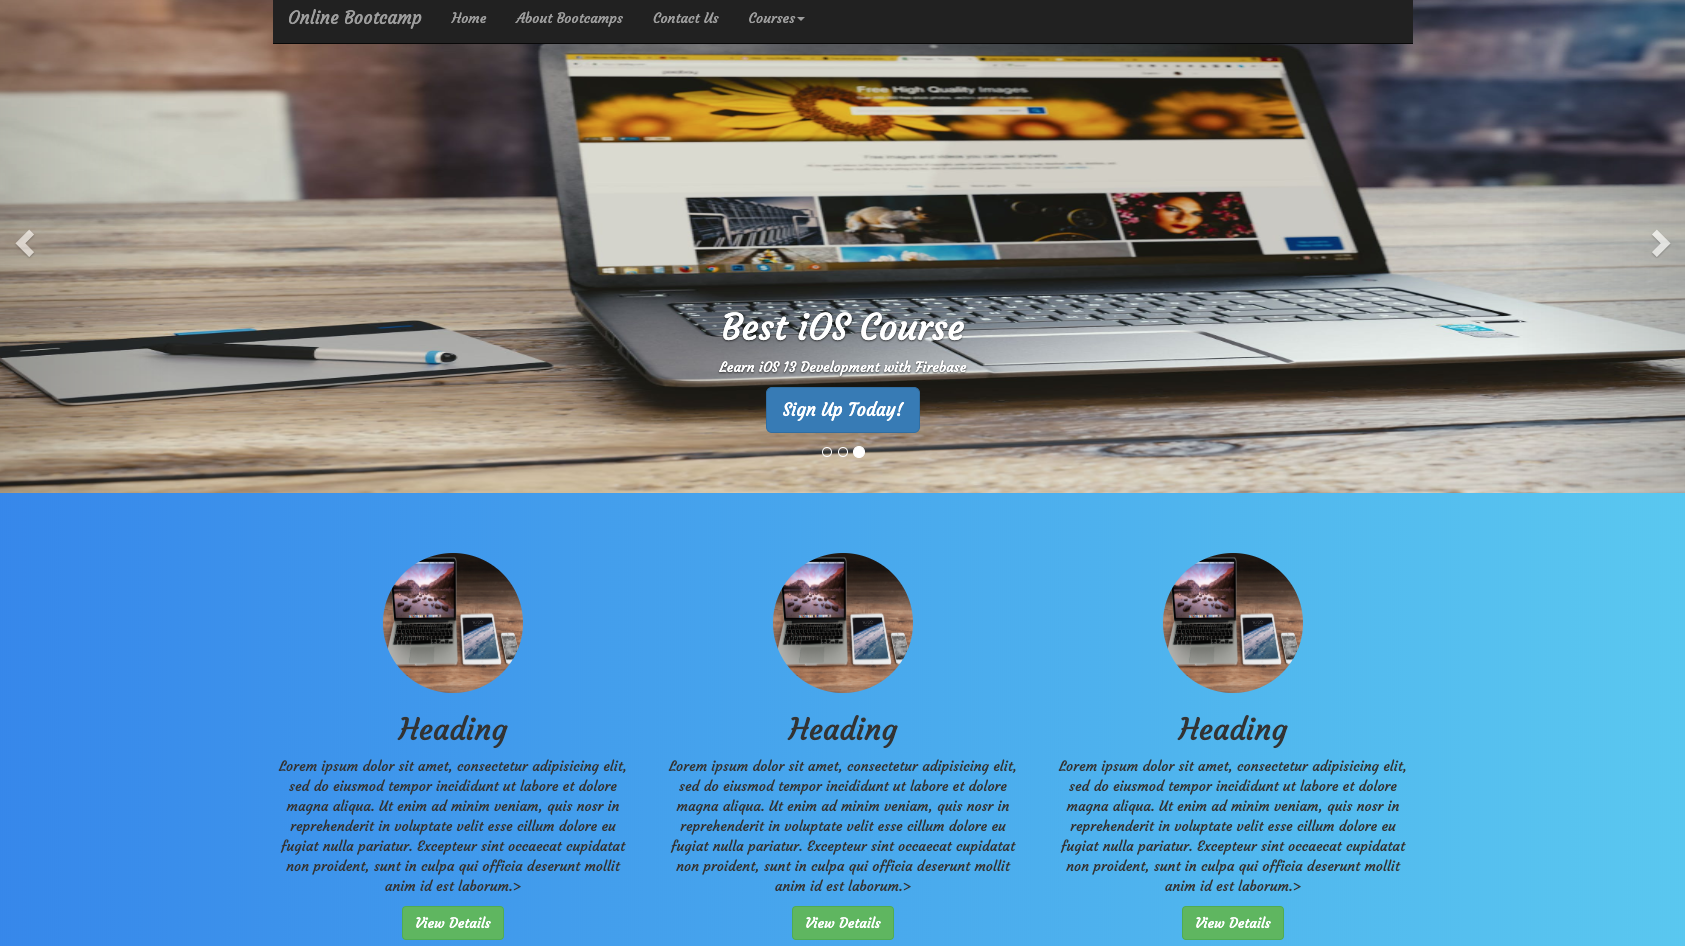 Online Bootcamp Home About Bootcamps Contact Us Courses
Free High Quality Images
Best iOS Course
Learn iOS 13 Development with Firebase
Sign Up Today!
Heading
Lorem ipsum dolor sit amet, consectetur adipisicing elit,
sed do eiusmod tempor incididunt ut labore et dolore
magna aliqua. Ut enim ad minim veniam, quis nosr in
reprehenderit in voluptate velit esse cillum dolore eu
fugiat nulla pariatur. Excepteur sint occaecat cupidatat
non proident, sunt in culpa qui officia deserunt mollit
anim id est laborum.>
View Details
Heading
Lorem ipsum dolor sit amet, consectetur adipisicing elit,
sed do eiusmod tempor incididunt ut labore et dolore
magna aliqua. Ut enim ad minim veniam, quis nosr in
reprehenderit in voluptate velit esse cillum dolore eu
fugiat nulla pariatur. Excepteur sint occaecat cupidatat
non proident, sunt in culpa qui officia deserunt mollit
anim id est laborum.>
View Details
Heading
Lorem ipsum dolor sit amet, consectetur adipisicing elit,
sed do eiusmod tempor incididunt ut labore et dolore
magna aliqua. Ut enim ad minim veniam, quis nosr in
reprehenderit in voluptate velit esse cillum dolore eu
fugiat nulla pariatur. Excepteur sint occaecat cupidatat
non proident, sunt in culpa qui officia deserunt mollit
anim id est laborum.>
View Details